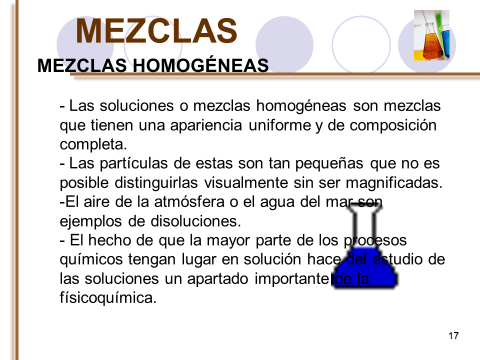 MEZCLAS
MEZCLAS HOMOGÉNEAS
- Las soluciones o mezclas homogéneas son mezclas
que tienen una apariencia uniforme y de composición
completa.
- Las partículas de estas son tan pequeñas que no es
posible distinguirlas visualmente sin ser magnificadas.
-El aire de la atmósfera o el agua del mar son
ejemplos de disoluciones.
- El hecho de que la mayor parte de los procesos
químicos tengan lugar en solución hace del estudio de
las soluciones un apartado importante de la
físicoquímica.
17